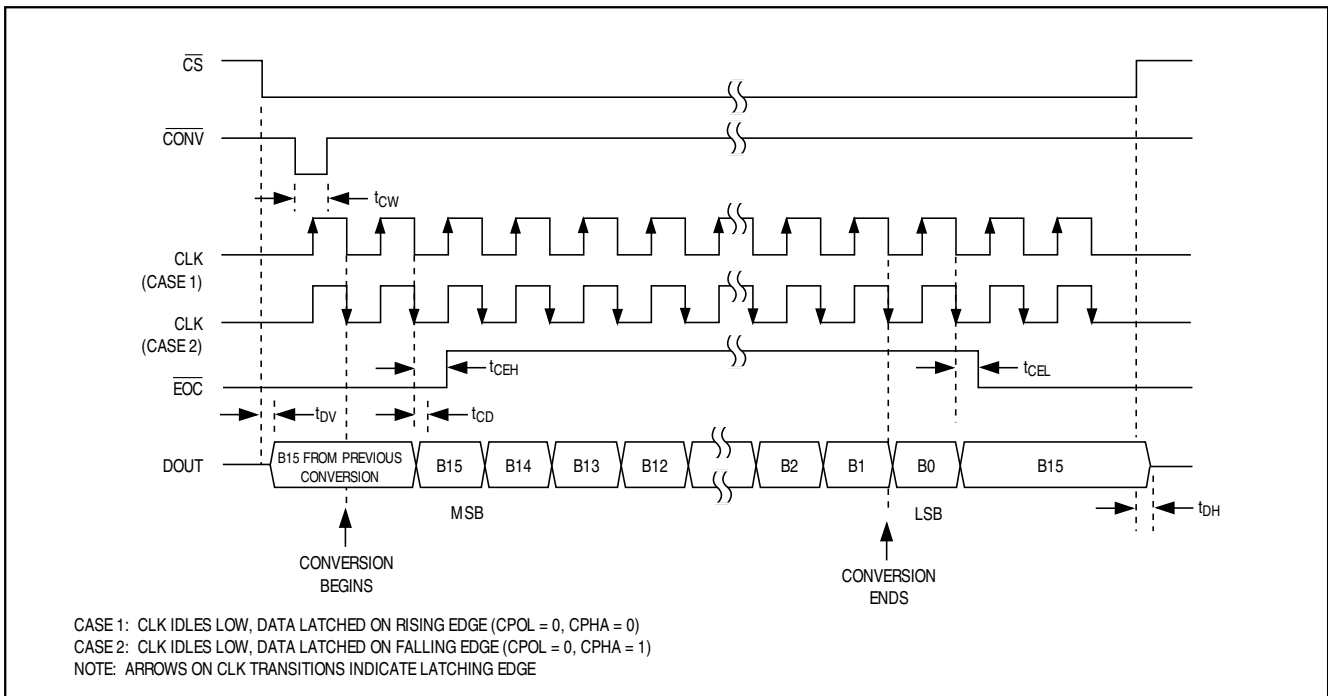 CS
CONV
tCW
CLK
(CASE 1)
CLK
(CASE 2)
tCEH
tCEL
EOC
tDV
tCD
DOUT
B15 FROM PREVIOUS
CONVERSION
B15
B14
B13
B12
B2
B1
B0
B15
MSB
LSB
tDH
CONVERSION
BEGINS
CONVERSION
ENDS
CASE 1: CLK IDLES LOW, DATA LATCHED ON RISING EDGE (CPOL = 0, CPHA = 0)
CASE 2: CLK IDLES LOW, DATA LATCHED ON FALLING EDGE (CPOL = 0, CPHA = 1)
NOTE: ARROWS ON CLK TRANSITIONS INDICATE LATCHING EDGE